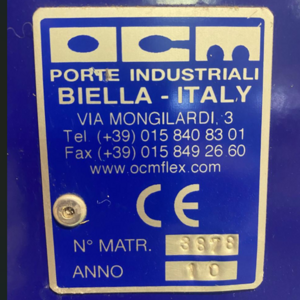 ocm
PORTE INDUSTRIALI
BIELLA - ITALY
VIA MONGILARDI. 3
Tel (+39) 015 840 83 01
Fax (+39) 015 849 26 60
www.ocmflex.com
CE
N° MATR. 3878
ANNO 10